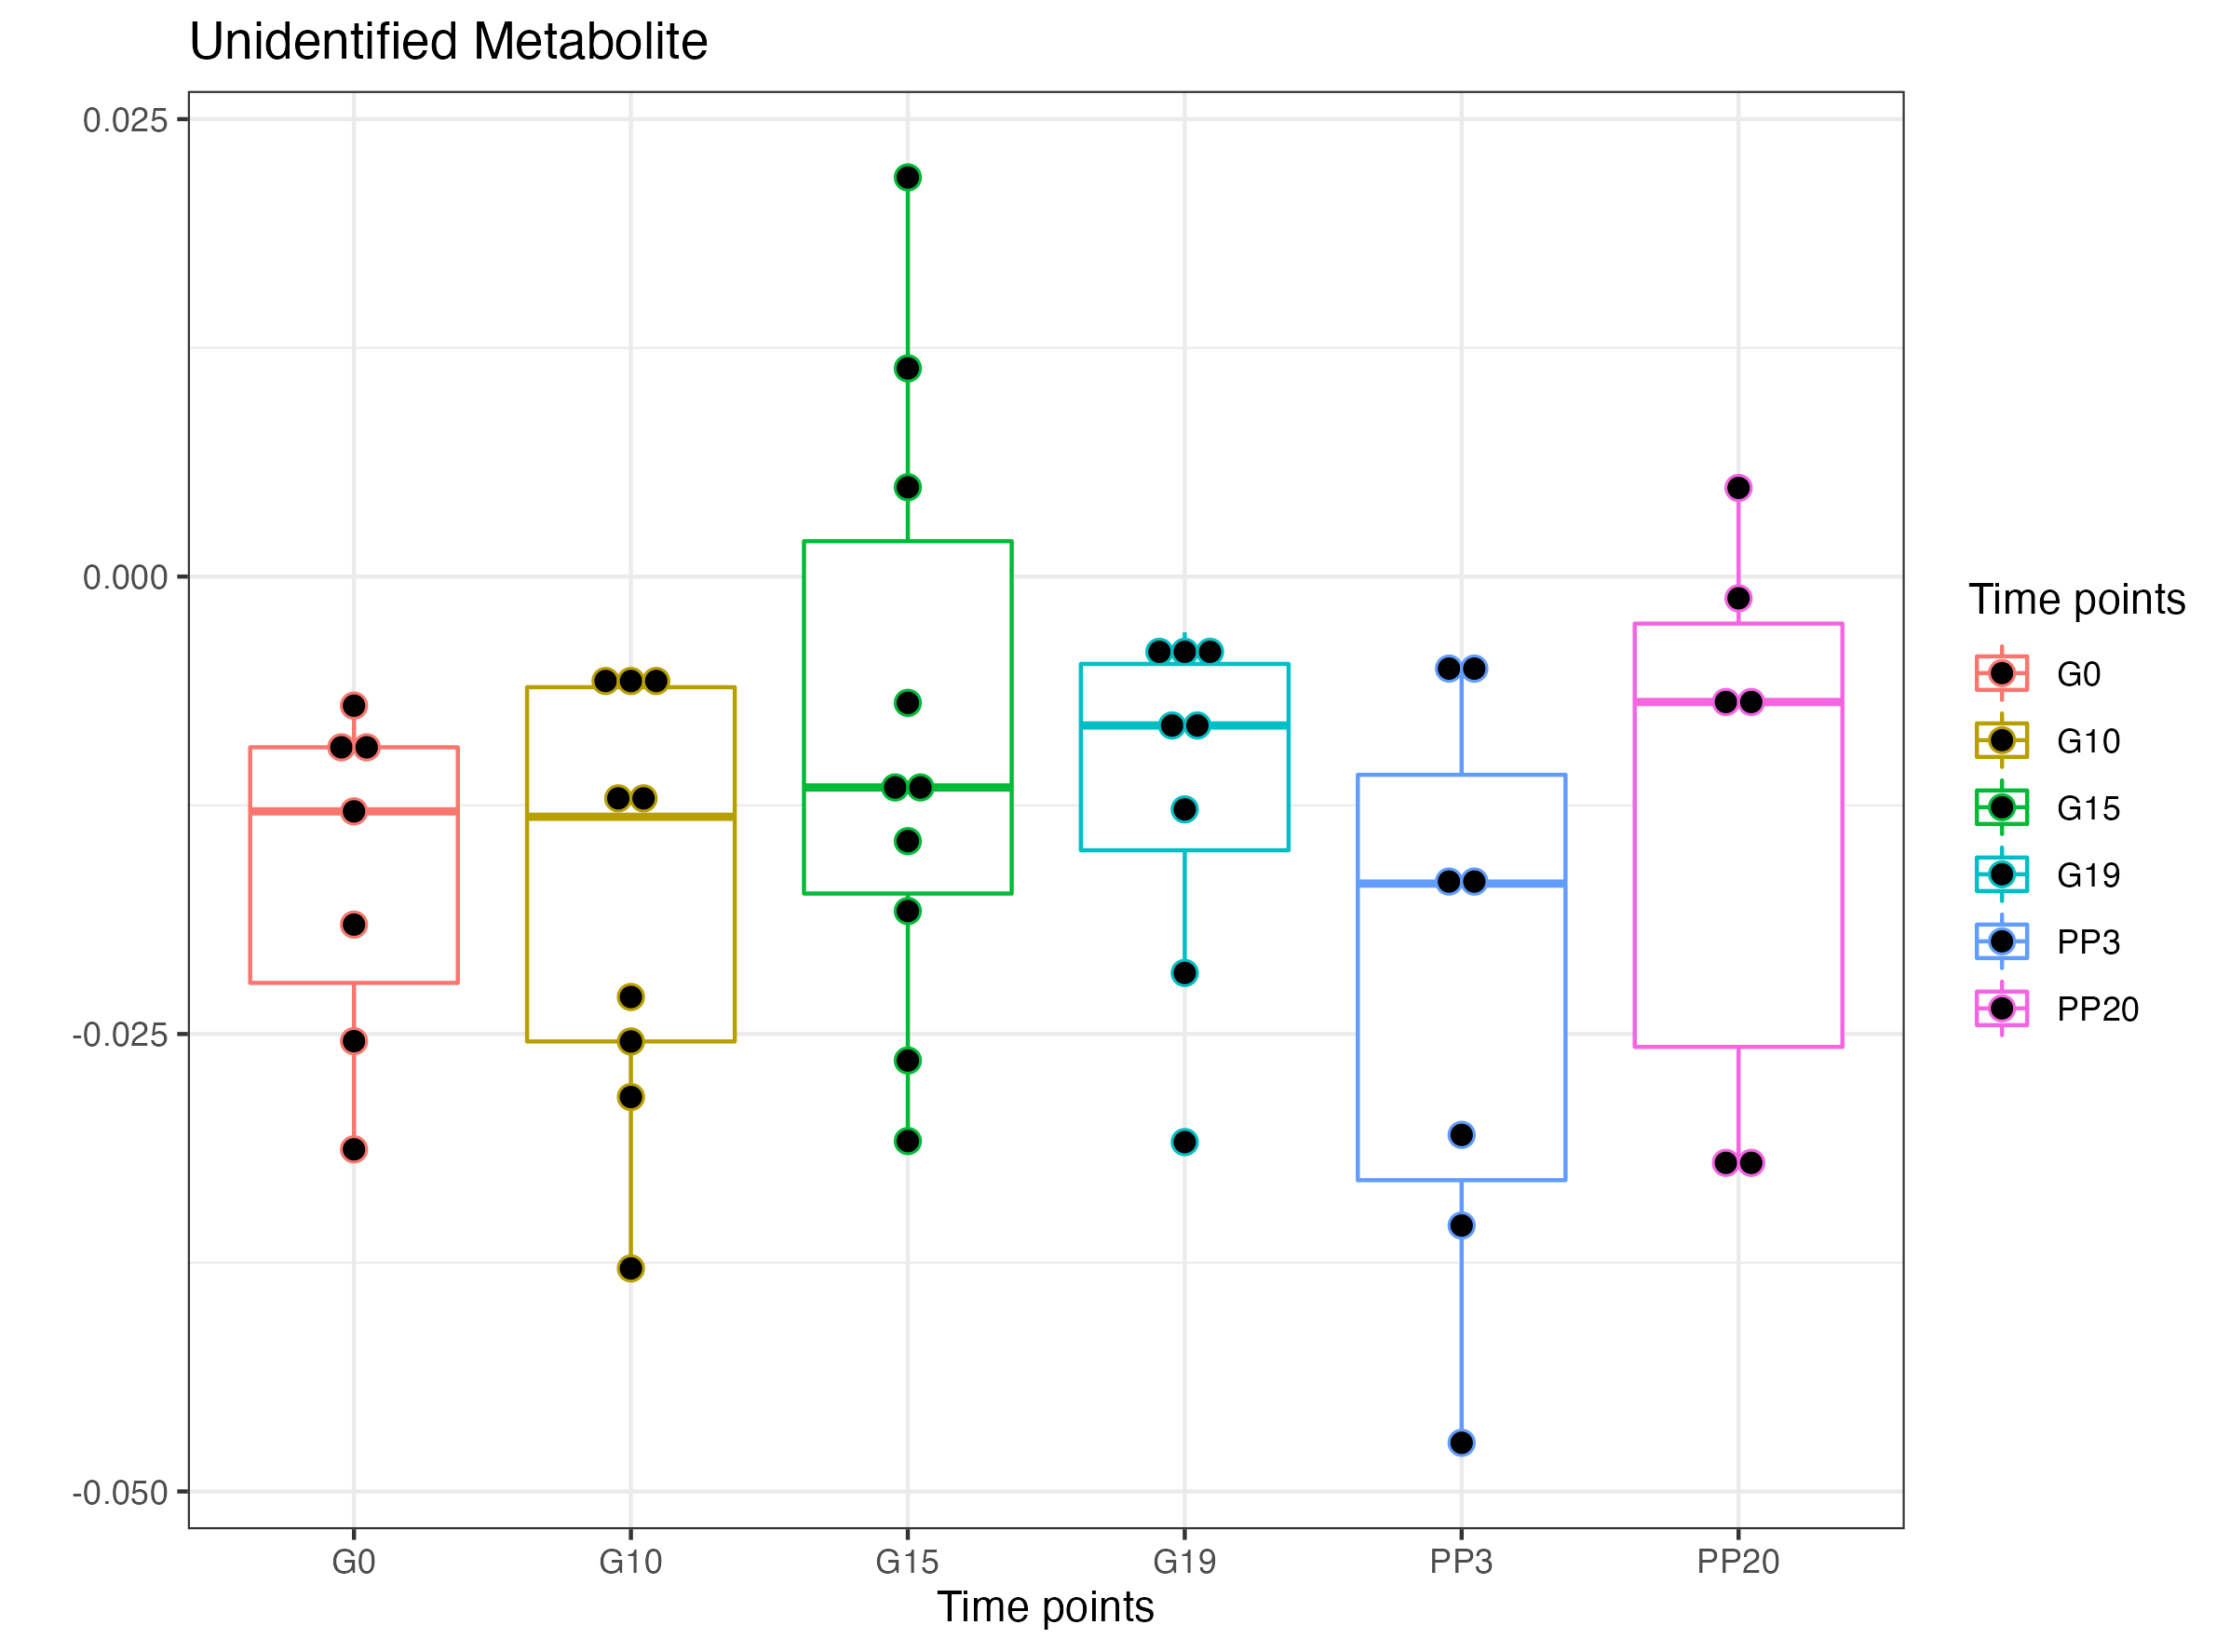 Unidentified Metabolite
0.025
0.000
-0.025
-0.050
G0 G10 G15 G19 PP3 PP20
Time points
Time points
G0
G10
G15
G19
PP3
PP20